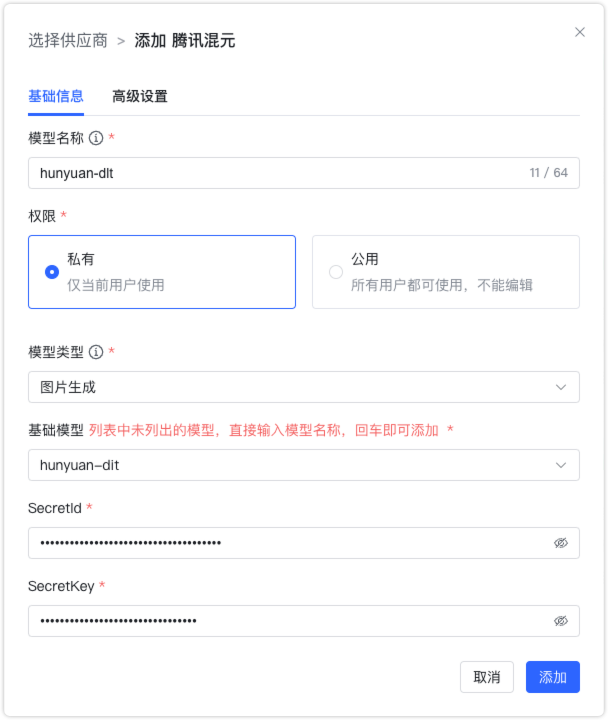 选择供应商 > 添加 腾讯混元
基础信息 高级设置
模型名称 *
hunyuan-dlt 11 / 64
权限 *
私有
仅当前用户使用
公用
所有用户都可使用，不能编辑
模型类型 *
图片生成
基础模型 列表中未列出的模型，直接输入模型名称，回车即可添加 *
hunyuan-dit
SecretId *
SecretKey *
取消 添加